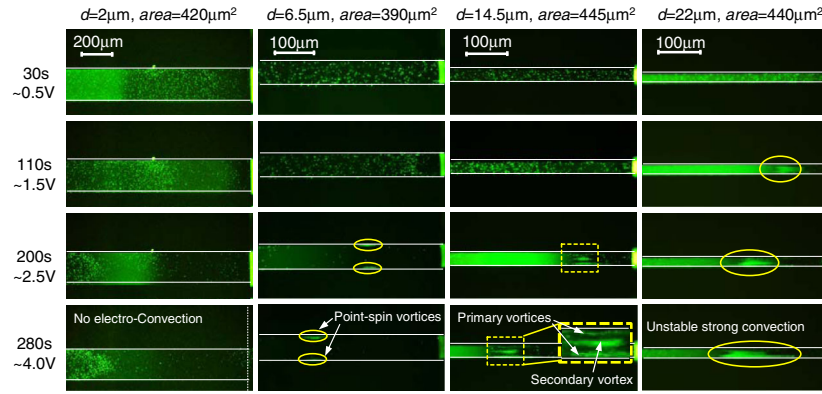 d=2μm, area=420μm²
d=6.5μm, area=390μm²
d=14.5μm, area=445μm²
d=22μm, area=440μm²
200μm
100μm
100μm
100μm
30s
~0.5V
110s
~1.5V
200s
~2.5V
280s
~4.0V
No electro-Convection
Point-spin vortices
Primary vortices
Secondary vortex
Unstable strong convection